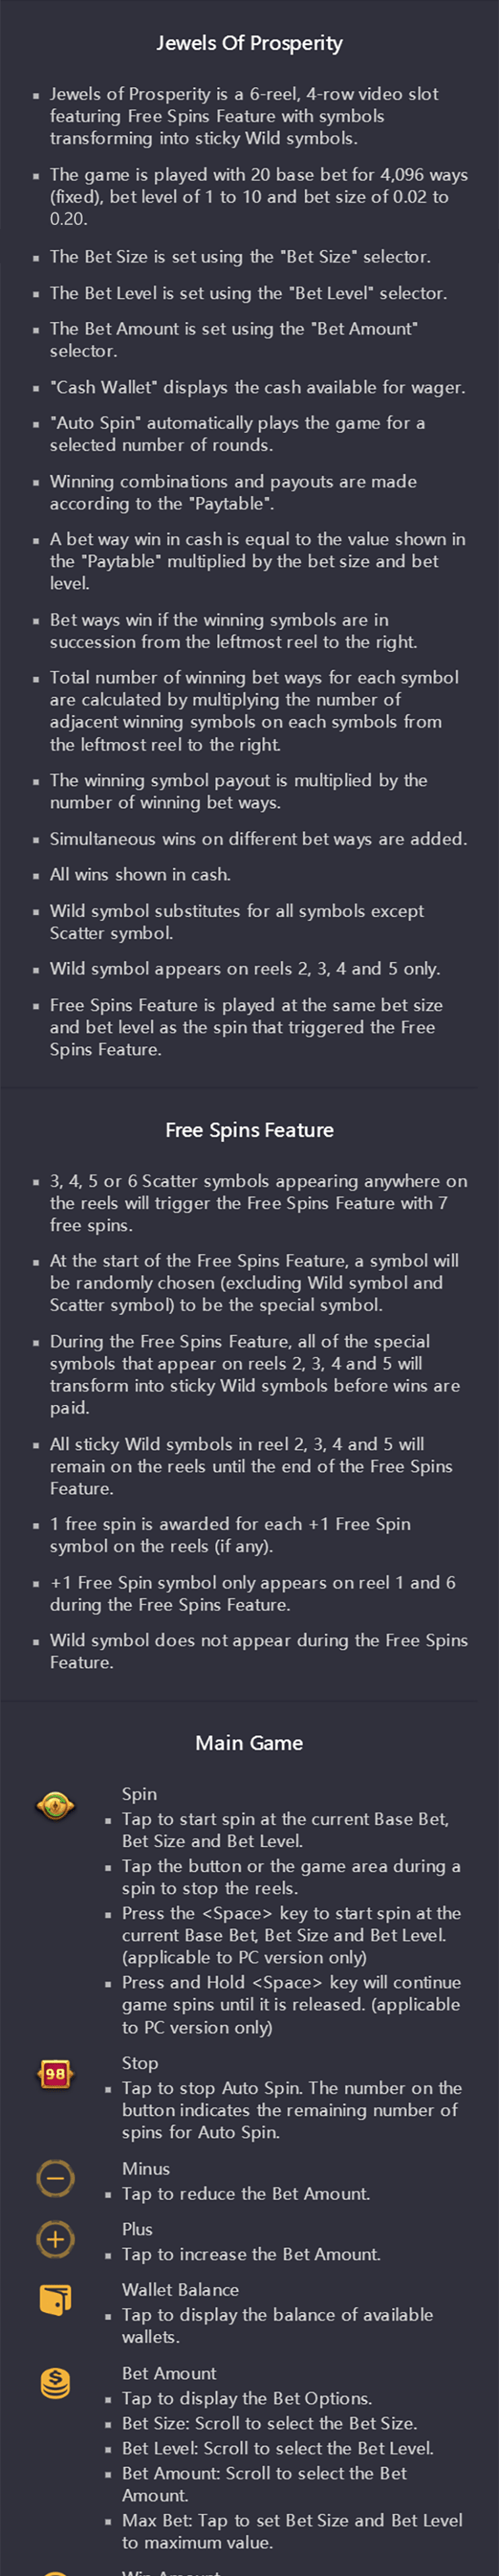 Jewels Of Prosperity
Jewels of Prosperity is a 6-reel, 4-row video slot
featuring Free Spins Feature with symbols
transforming into sticky Wild symbols.
The game is played with 20 base bet for 4,096 ways
(fixed), bet level of 1 to 10 and bet size of 0.02 to
0.20.
The Bet Size is set using the "Bet Size" selector.
The Bet Level is set using the "Bet Level" selector.
The Bet Amount is set using the "Bet Amount"
selector.
"Cash Wallet" displays the cash available for wager.
"Auto Spin" automatically plays the game for a
selected number of rounds.
Winning combinations and payouts are made
according to the "Paytable".
A bet way win in cash is equal to the value shown in
the "Paytable" multiplied by the bet size and bet
level.
Bet ways win if the winning symbols are in
succession from the leftmost reel to the right.
Total number of winning bet ways for each symbol
are calculated by multiplying the number of
adjacent winning symbols on each symbols from
the leftmost reel to the right.
The winning symbol payout is multiplied by the
number of winning bet ways.
Simultaneous wins on different bet ways are added.
All wins shown in cash.
Wild symbol substitutes for all symbols except
Scatter symbol.
Wild symbol appears on reels 2, 3, 4 and 5 only.
Free Spins Feature is played at the same bet size
and bet level as the spin that triggered the Free
Spins Feature.
Free Spins Feature
3, 4, 5 or 6 Scatter symbols appearing anywhere on
the reels will trigger the Free Spins Feature with 7
free spins.
At the start of the Free Spins Feature, a symbol will
be randomly chosen (excluding Wild symbol and
Scatter symbol) to be the special symbol.
During the Free Spins Feature, all of the special
symbols that appear on reels 2, 3, 4 and 5 will
transform into sticky Wild symbols before wins are
paid.
All sticky Wild symbols in reel 2, 3, 4 and 5 will
remain on the reels until the end of the Free Spins
Feature.
1 free spin is awarded for each +1 Free Spin
symbol on the reels (if any).
+1 Free Spin symbol only appears on reel 1 and 6
during the Free Spins Feature.
Wild symbol does not appear during the Free Spins
Feature.
Main Game
Spin
Tap to start spin at the current Base Bet,
Bet Size and Bet Level.
Tap the button or the game area during a
spin to stop the reels.
Press the <Space> key to start spin at the
current Base Bet, Bet Size and Bet Level.
(applicable to PC version only)
Press and Hold <Space> key will continue
game spins until it is released. (applicable
to PC version only)
98
Stop
Tap to stop Auto Spin. The number on the
button indicates the remaining number of
spins for Auto Spin.
Minus
Tap to reduce the Bet Amount.
Plus
Tap to increase the Bet Amount.
Wallet Balance
Tap to display the balance of available
wallets.
Bet Amount
Tap to display the Bet Options.
Bet Size: Scroll to select the Bet Size.
Bet Level: Scroll to select the Bet Level.
Bet Amount: Scroll to select the Bet
Amount.
Max Bet: Tap to set Bet Size and Bet Level
to maximum value.